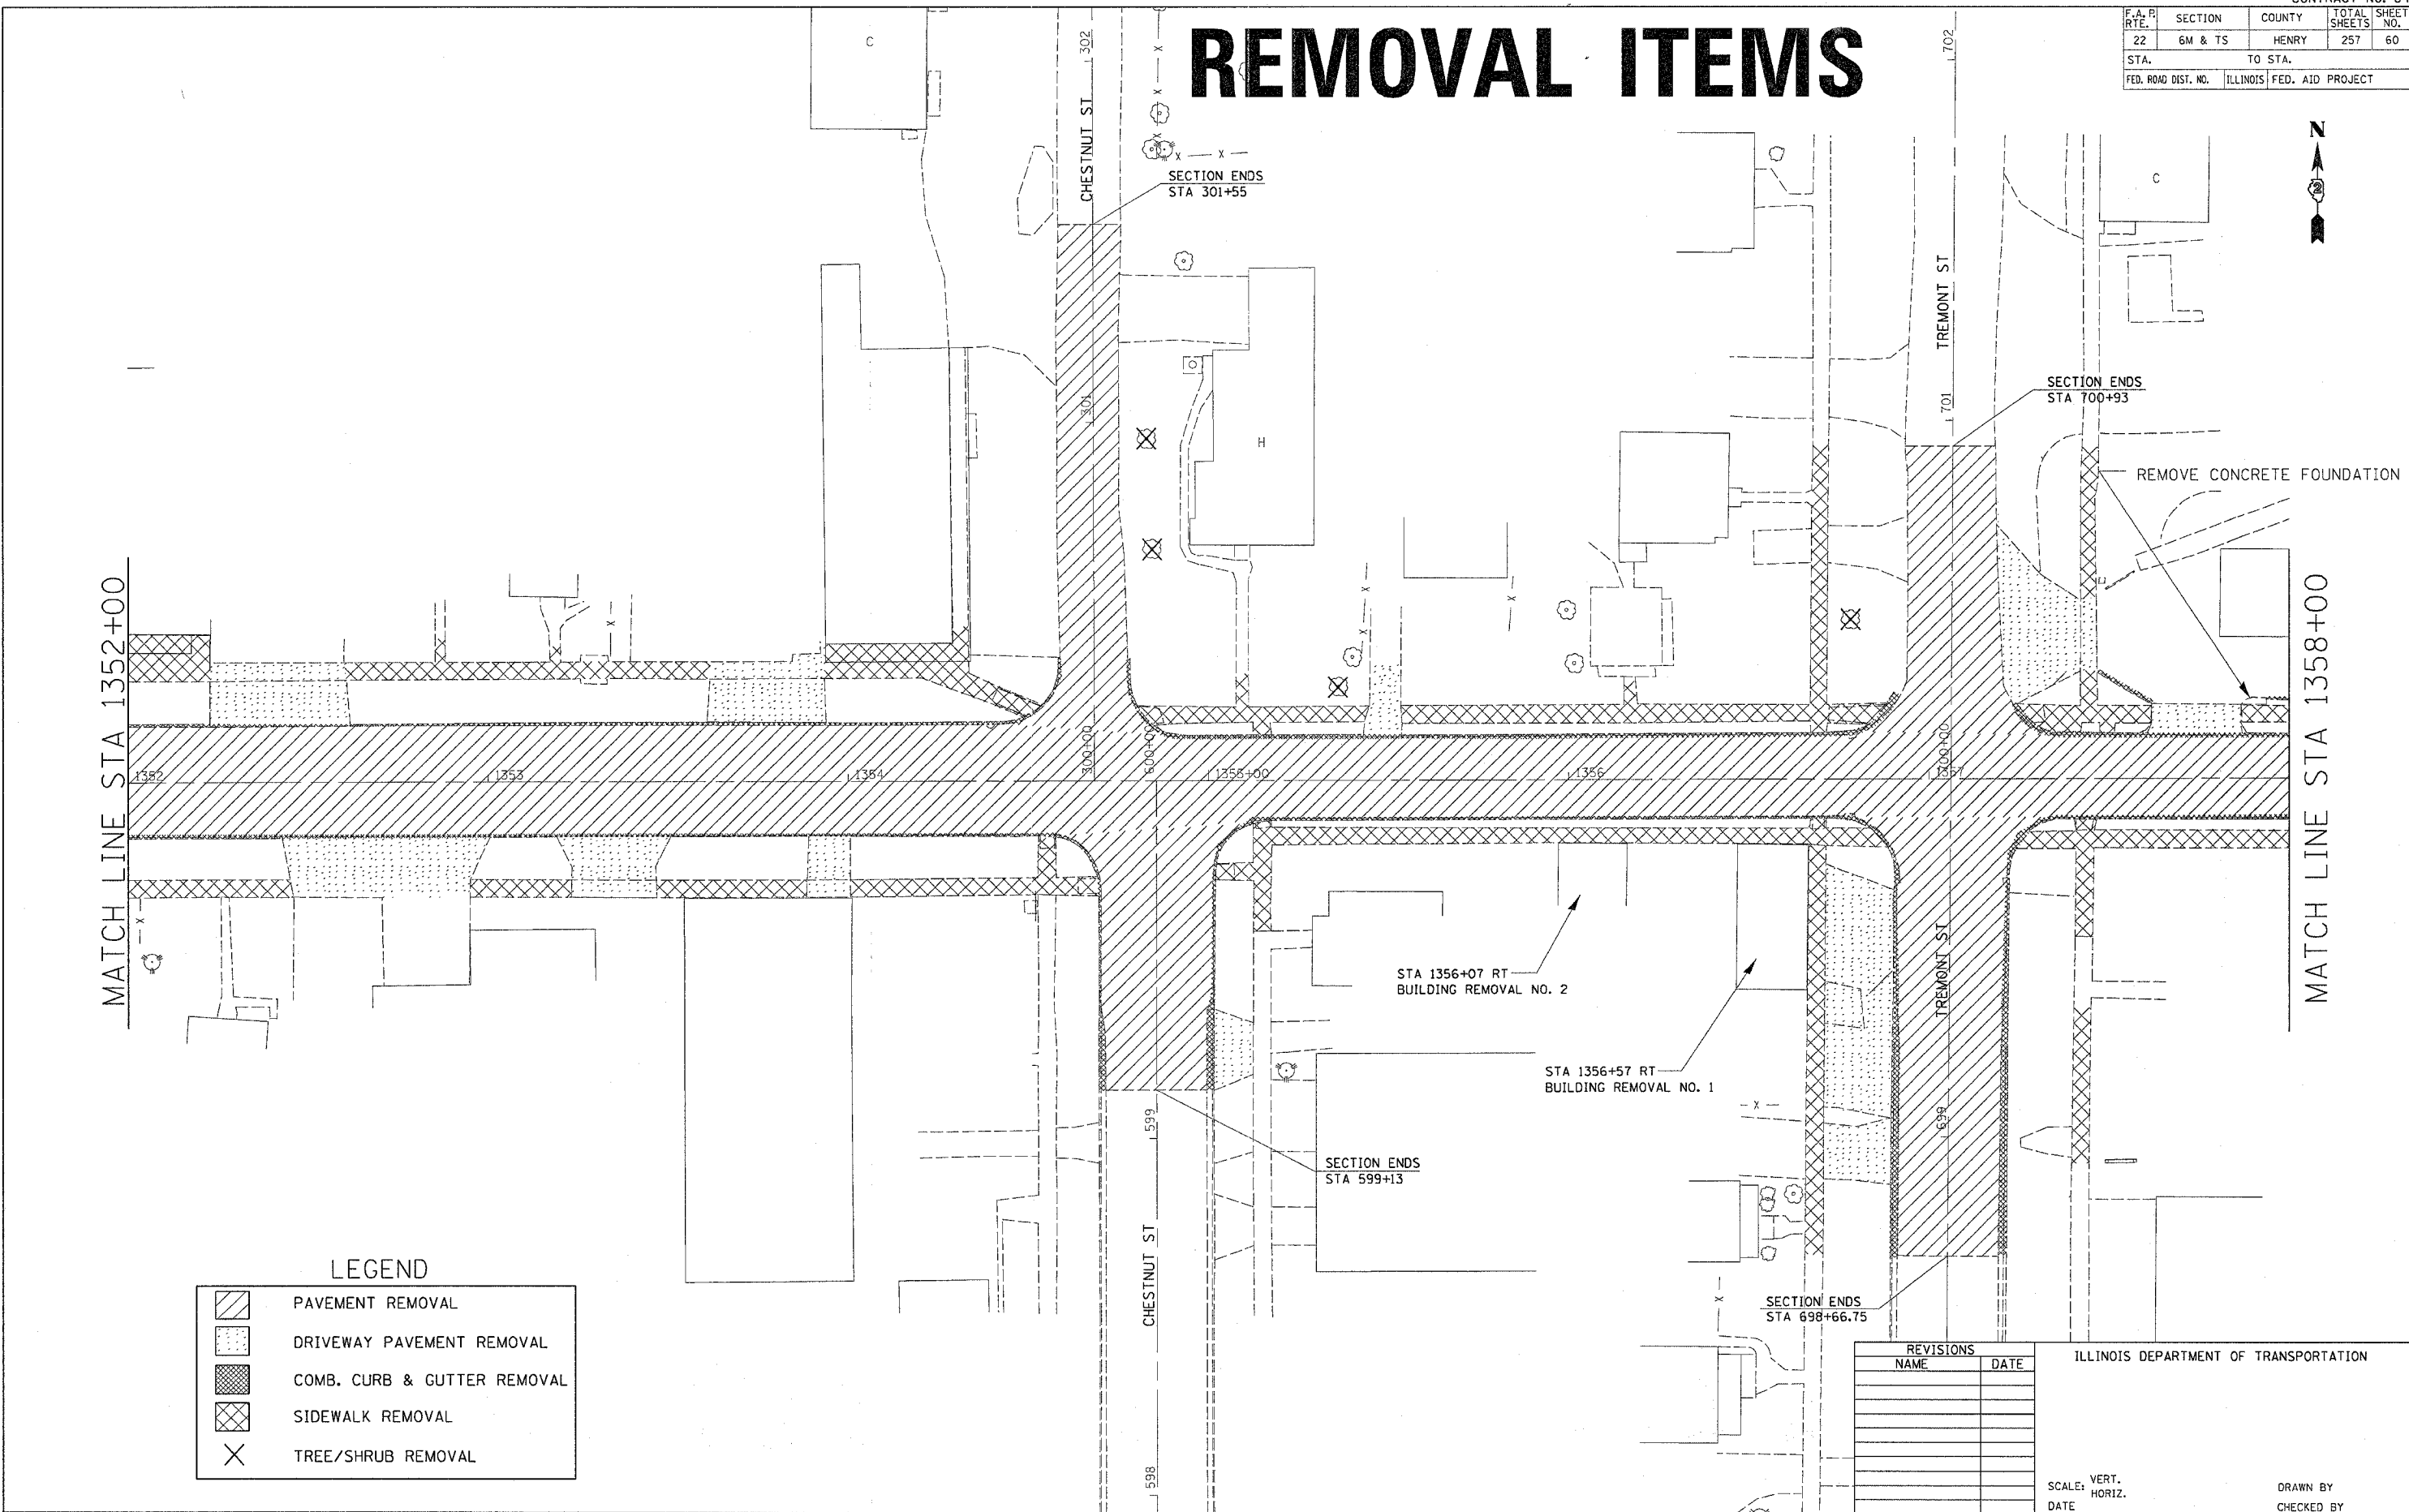 REMOVAL ITEMS
F.A.P. RTE. SECTION COUNTY TOTAL SHEETS SHEET NO.
22 6M & TS HENRY 257 60
STA. TO STA.
FED. ROAD DIST. NO. ILLINOIS FED. AID PROJECT
N
2
C
302
CHESTNUT ST
702
SECTION ENDS
STA 301+55
C
TREMONT ST
SECTION ENDS
STA 700+93
301
701
H
REMOVE CONCRETE FOUNDATION
MATCH LINE STA 1352+00
MATCH LINE STA 1358+00
300+00
600+00
700+00
1352
1353
1354
1355+00
1356
1357
STA 1356+07 RT
BUILDING REMOVAL NO. 2
TREMONT ST
STA 1356+57 RT
BUILDING REMOVAL NO. 1
599
699
SECTION ENDS
STA 599+13
CHESTNUT ST
SECTION ENDS
STA 698+66.75
598
LEGEND
PAVEMENT REMOVAL
DRIVEWAY PAVEMENT REMOVAL
COMB. CURB & GUTTER REMOVAL
SIDEWALK REMOVAL
TREE/SHRUB REMOVAL
REVISIONS
NAME DATE
ILLINOIS DEPARTMENT OF TRANSPORTATION
SCALE: VERT.
HORIZ.
DATE
DRAWN BY
CHECKED BY